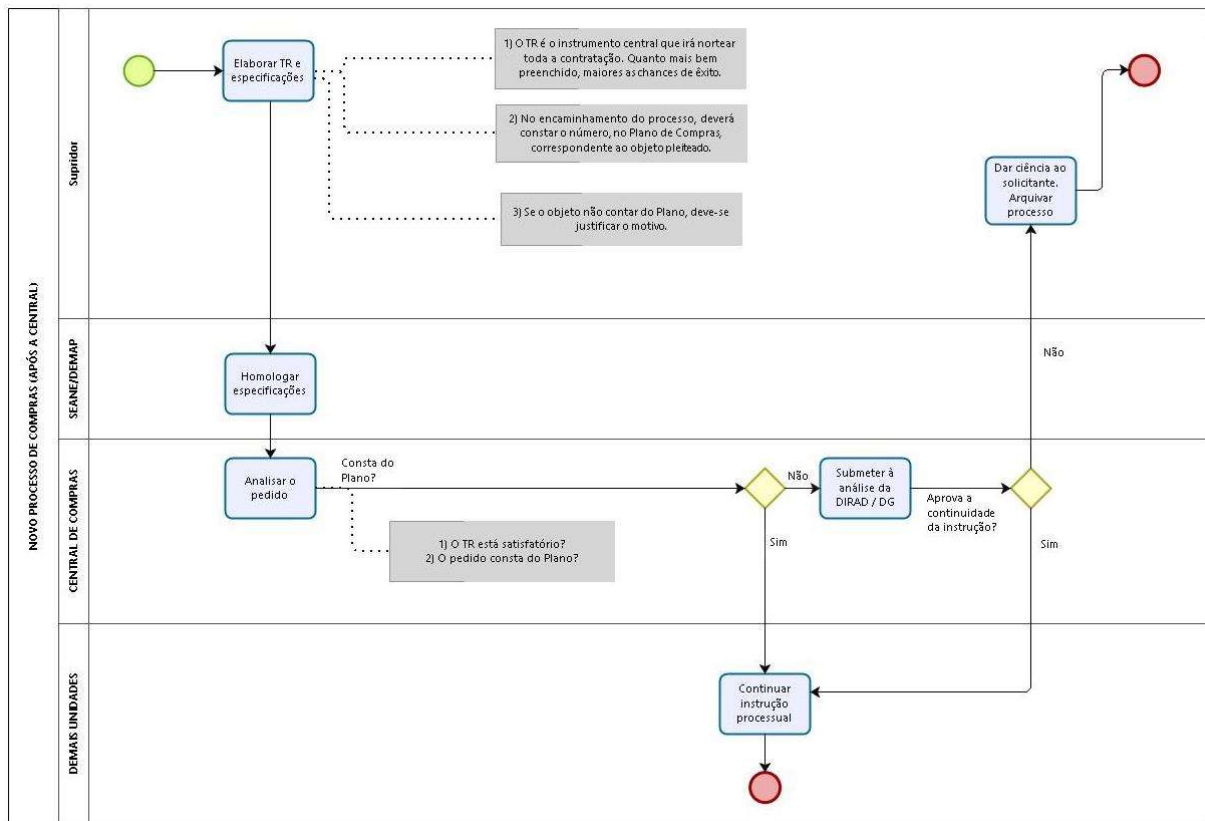 NOVO PROCESSO DE COMPRAS (APÓS A CENTRAL)
Supridor
Elaborar TR e
especificações
1) O TR é o instrumento central que irá nortear
toda a contratação. Quanto mais bem
preenchido, maiores as chances de êxito.
2) No encaminhamento do processo, deverá
constar o número, no Plano de Compras,
correspondente ao objeto pleiteado.
3) Se o objeto não contar do Plano, deve-se
justificar o motivo.
Dar ciência ao
solicitante.
Arquivar
processo
SEANE/DEMAP
Homologar
especificações
Não
CENTRAL DE COMPRAS
Analisar o
pedido
Consta do
Plano?
1) O TR está satisfatório?
2) O pedido consta do Plano?
Não
Sim
Submeter à
análise da
DIRAD / DG
Aprova a
continuidade
da instrução?
Sim
DEMAIS UNIDADES
Continuar
instrução
processual